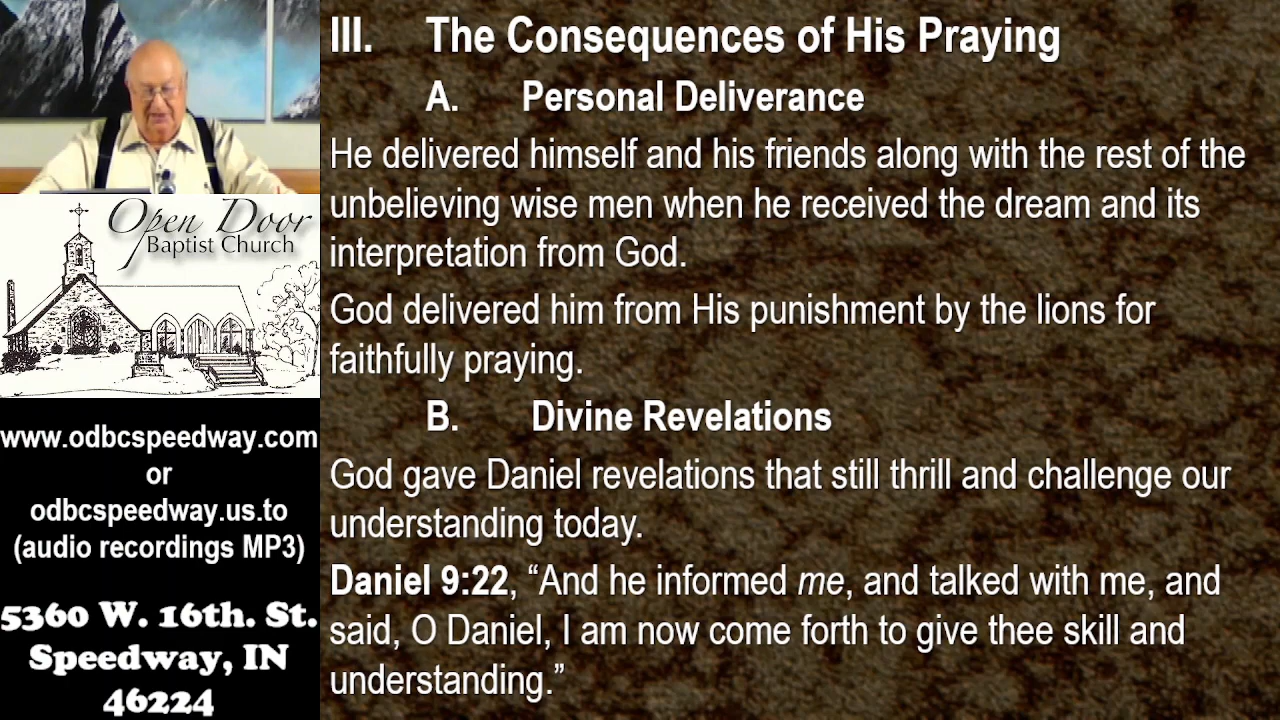 III. The Consequences of His Praying
A. Personal Deliverance
He delivered himself and his friends along with the rest of the
unbelieving wise men when he received the dream and its
interpretation from God.
God delivered him from His punishment by the lions for
faithfully praying.
B. Divine Revelations
God gave Daniel revelations that still thrill and challenge our
understanding today.
Daniel 9:22, “And he informed me, and talked with me, and
said, O Daniel, I am now come forth to give thee skill and
understanding.”
Open Door
Baptist Church
www.odbcspeedway.com
or
odbcspeedway.us.to
(audio recordings MP3)
5360 W. 16th. St.
Speedway, IN
46224